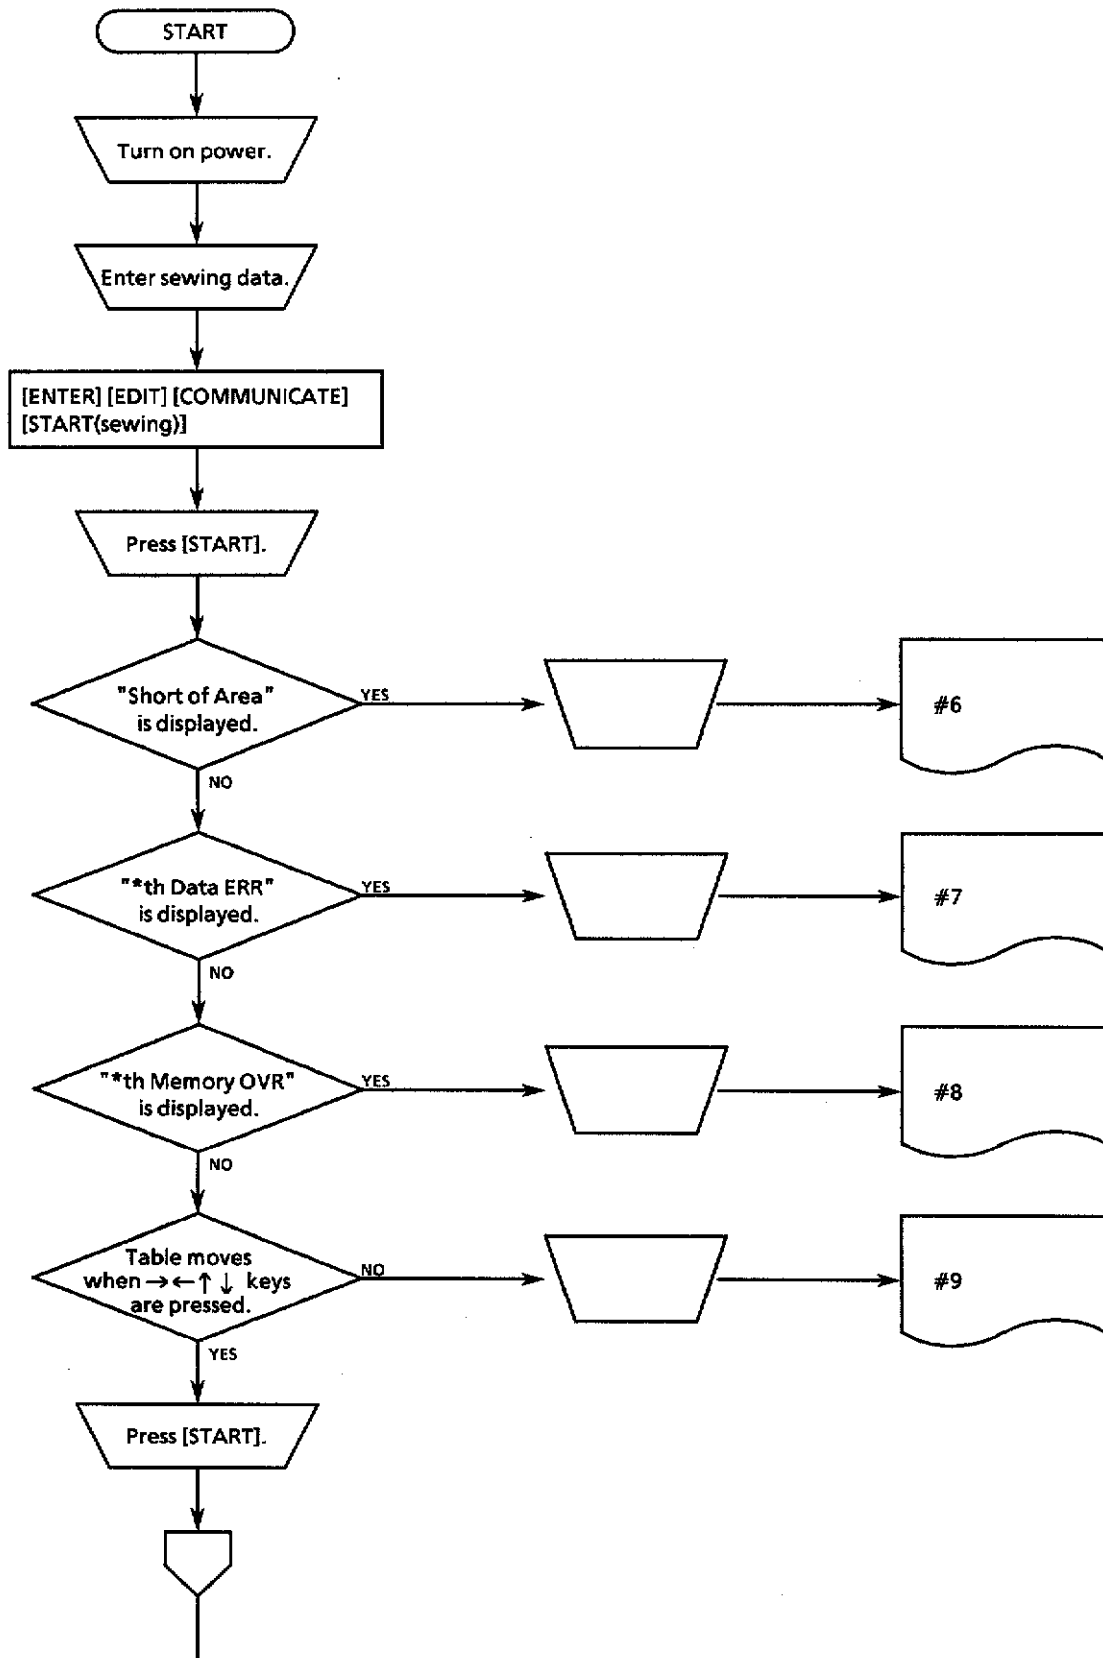 START
Turn on power.
Enter sewing data.
[ENTER] [EDIT] [COMMUNICATE]
[START(sewing)]
Press [START].
"Short of Area"
is displayed.
YES
#6
NO
"*th Data ERR"
is displayed.
YES
#7
NO
"*th Memory OVR"
is displayed.
YES
#8
NO
Table moves
when →←↑↓ keys
are pressed.
NO
#9
YES
Press [START].